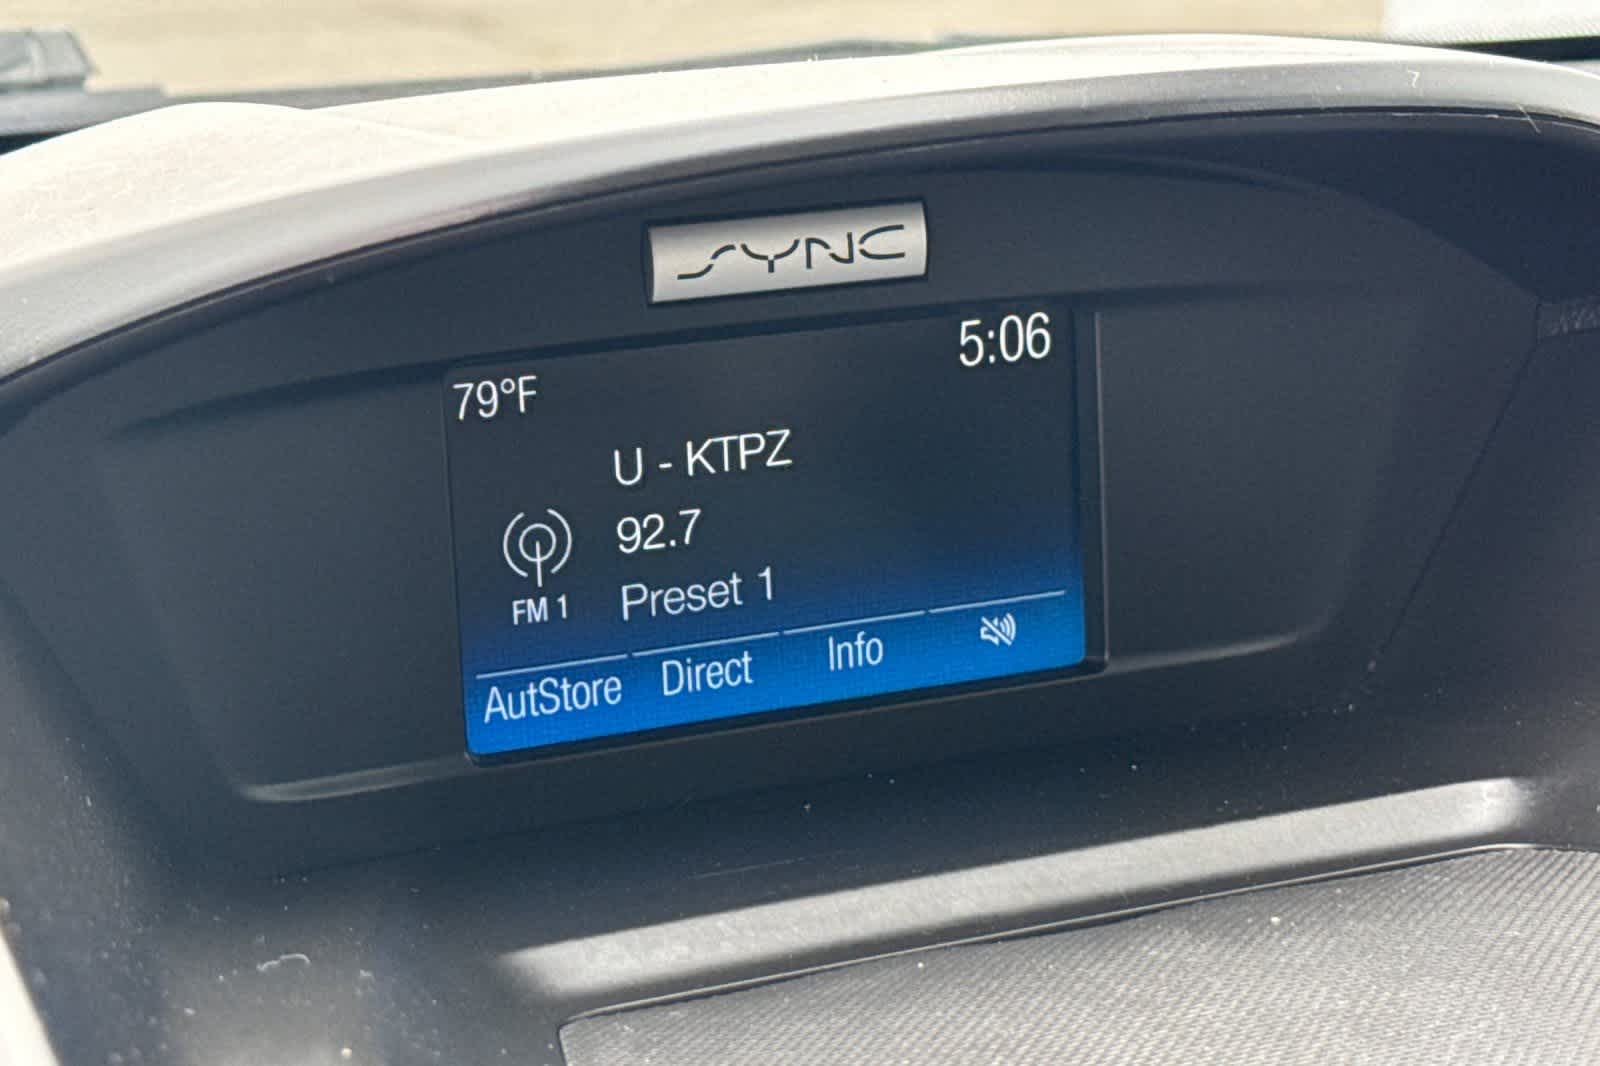 SYNC
5:06
79°F
U - KTPZ
92.7
FM 1
Preset 1
AutStore Direct Info